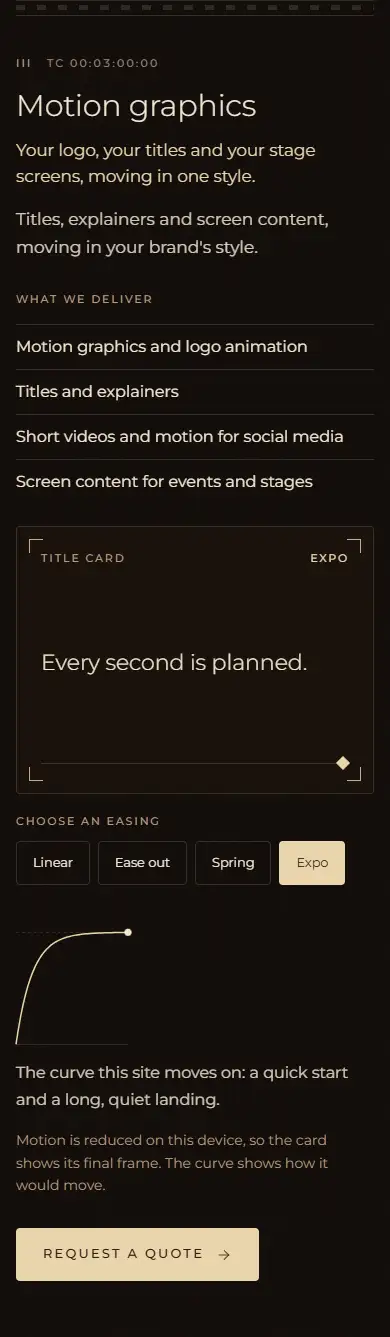 III TC 00:03:00:00
Motion graphics
Your logo, your titles and your stage
screens, moving in one style.
Titles, explainers and screen content,
moving in your brand's style.
WHAT WE DELIVER
Motion graphics and logo animation
Titles and explainers
Short videos and motion for social media
Screen content for events and stages
TITLE CARD EXPO
Every second is planned.
CHOOSE AN EASING
Linear Ease out Spring Expo
The curve this site moves on: a quick start
and a long, quiet landing.
Motion is reduced on this device, so the card
shows its final frame. The curve shows how it
would move.
REQUEST A QUOTE →